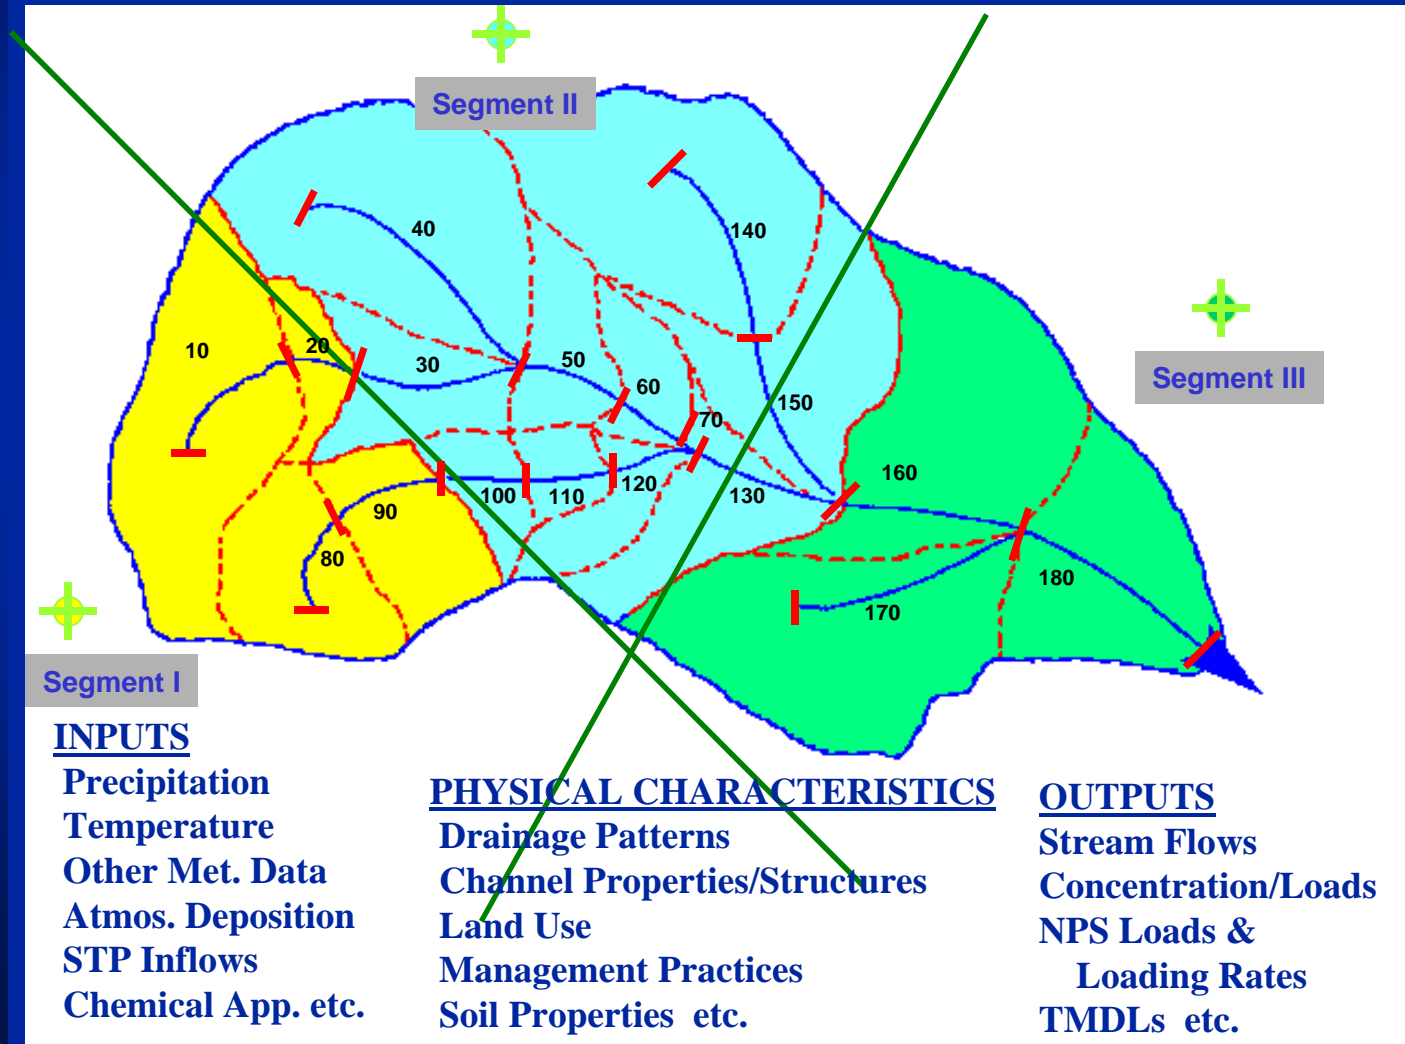 Segment II
40
140
10
20
30
50
60
70
150
Segment III
160
100
110
120
130
90
80
180
170
Segment I
INPUTS
Precipitation
Temperature
Other Met. Data
Atmos. Deposition
STP Inflows
Chemical App. etc.
PHYSICAL CHARACTERISTICS
Drainage Patterns
Channel Properties/Structures
Land Use
Management Practices
Soil Properties etc.
OUTPUTS
Stream Flows
Concentration/Loads
NPS Loads &
Loading Rates
TMDLs etc.